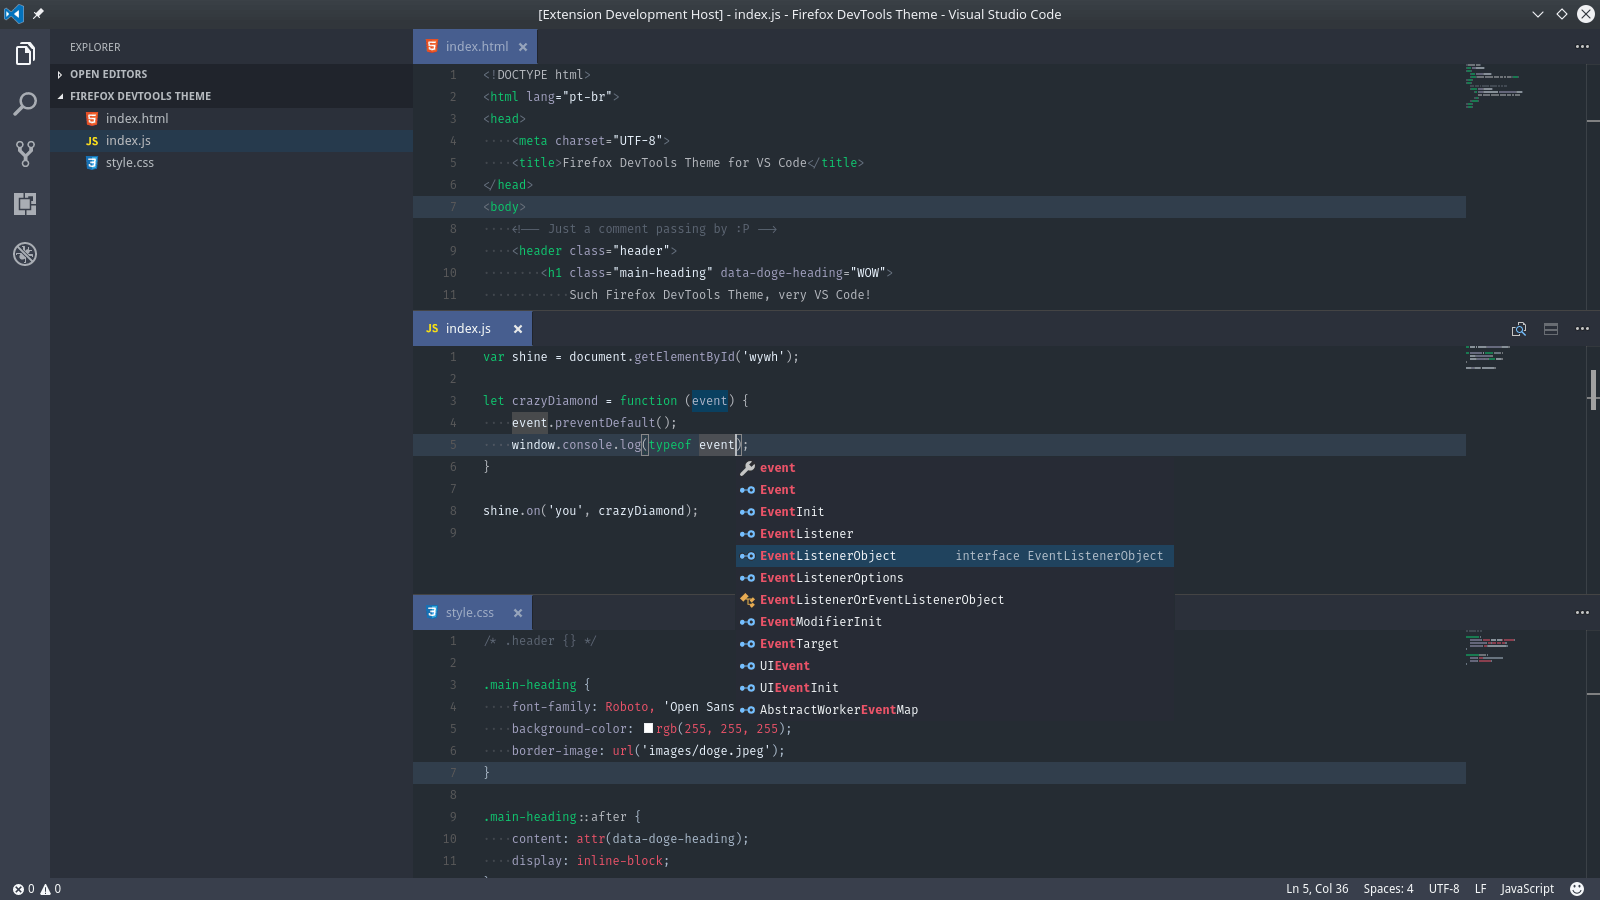 [Extension Development Host] - index.js - Firefox DevTools Theme - Visual Studio Code
EXPLORER
OPEN EDITORS
FIREFOX DEVTOOLS THEME
index.html
JS index.js
style.css
index.html
1 <!DOCTYPE html>
2 <html lang="pt-br">
3 <head>
4 ····<meta charset="UTF-8">
5 ····<title>Firefox DevTools Theme for VS Code</title>
6 </head>
7 <body>
8 ····<!-- Just a comment passing by :P -->
9 ····<header class="header">
10 ········<h1 class="main-heading" data-doge-heading="WOW">
11 ············Such Firefox DevTools Theme, very VS Code!
JS index.js
1 var shine = document.getElementById('wywh');
2
3 let crazyDiamond = function (event) {
4 ····event.preventDefault();
5 ····window.console.log(typeof event);
6 }
7
8 shine.on('you', crazyDiamond);
9
event
Event
EventInit
EventListener
EventListenerObject interface EventListenerObject
EventListenerOptions
EventListenerOrEventListenerObject
EventModifierInit
EventTarget
UIEvent
UIEventInit
AbstractWorkerEventMap
style.css
1 /* .header {} */
2
3 .main-heading {
4 ····font-family: Roboto, 'Open Sans
5 ····background-color: rgb(255, 255, 255);
6 ····border-image: url('images/doge.jpeg');
7 }
8
9 .main-heading::after {
10 ····content: attr(data-doge-heading);
11 ····display: inline-block;
0 0
Ln 5, Col 36 Spaces: 4 UTF-8 LF JavaScript